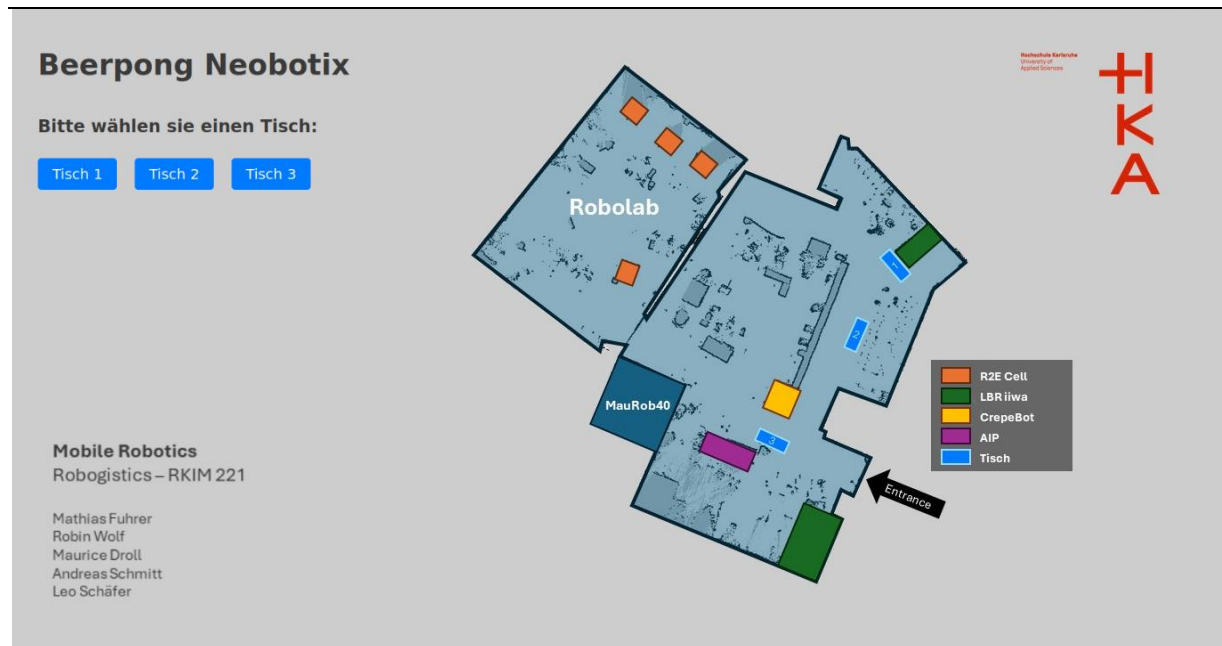 Beerpong Neobotix
Bitte wählen sie einen Tisch:
Tisch 1
Tisch 2
Tisch 3
Hochschule Karlsruhe
University of
Applied Sciences
H
K
A
Robolab
1
2
MauRob40
3
R2E Cell
LBR iiwa
CrepeBot
AIP
Tisch
Entrance
Mobile Robotics
Robogistics – RKIM 221
Mathias Fuhrer
Robin Wolf
Maurice Droll
Andreas Schmitt
Leo Schäfer